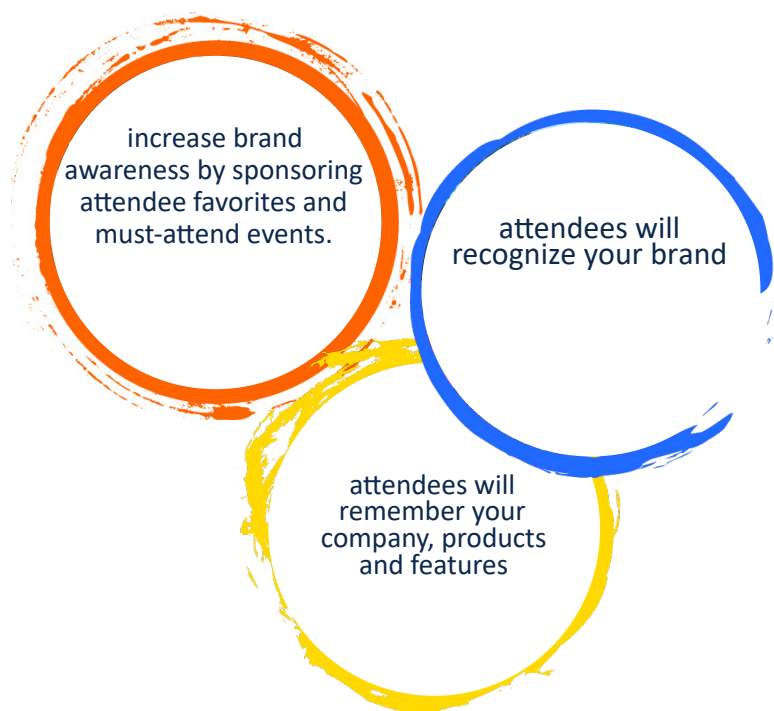 increase brand
awareness by sponsoring
attendee favorites and
must-attend events.
attendees will
recognize your brand
attendees will
remember your
company, products
and features